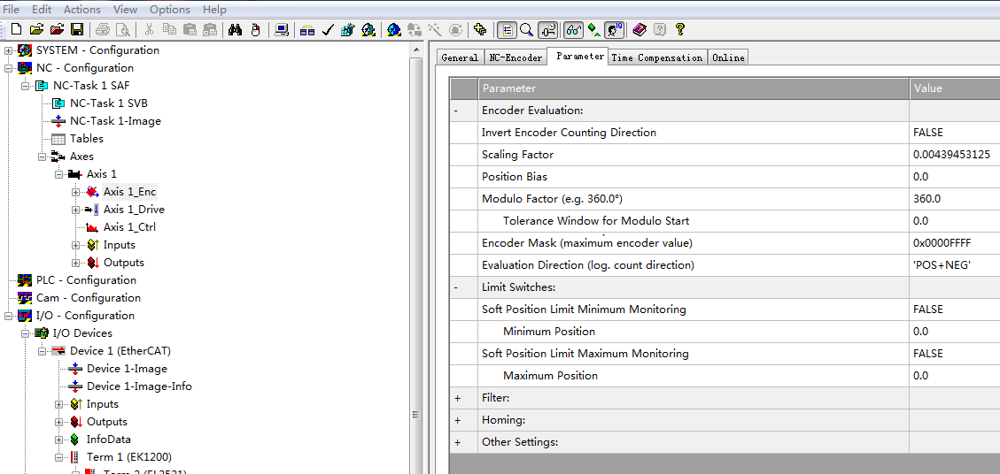 File Edit Actions View Options Help
SYSTEM - Configuration
NC - Configuration
NC-Task 1 SAF
NC-Task 1 SVB
NC-Task 1-Image
Tables
Axes
Axis 1
Axis 1_Enc
Axis 1_Drive
Axis 1_Ctrl
Inputs
Outputs
PLC - Configuration
Cam - Configuration
I/O - Configuration
I/O Devices
Device 1 (EtherCAT)
Device 1-Image
Device 1-Image-Info
Inputs
Outputs
InfoData
Term 1 (EK1200)
Term 2 (EL2521)
General NC-Encoder Parameter Time Compensation Online
Parameter Value
- Encoder Evaluation:
Invert Encoder Counting Direction FALSE
Scaling Factor 0.00439453125
Position Bias 0.0
Modulo Factor (e.g. 360.0°) 360.0
Tolerance Window for Modulo Start 0.0
Encoder Mask (maximum encoder value) 0x0000FFFF
Evaluation Direction (log. count direction) 'POS+NEG'
- Limit Switches:
Soft Position Limit Minimum Monitoring FALSE
Minimum Position 0.0
Soft Position Limit Maximum Monitoring FALSE
Maximum Position 0.0
+ Filter:
+ Homing:
+ Other Settings: